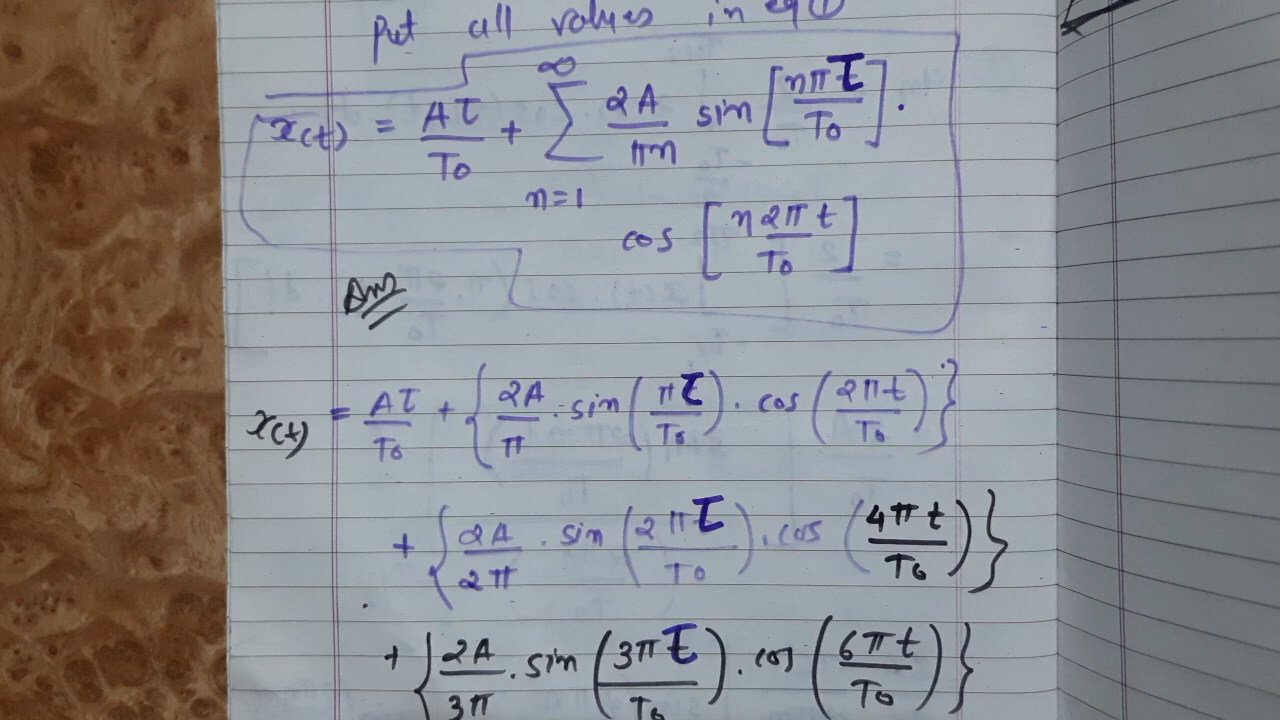 Put all values in eq ①
x(t) = Aτ/T₀ + ∞∑n=1 2A/πn sin [nπτ/T₀] .
cos [n2πt/T₀]
Ans
x(t) = Aτ/T₀ + {2A/π . sin (πτ/T₀) . cos (2πt/T₀)}
+ {2A/2π . sin (2πτ/T₀) . cos (4πt/T₀)}
+ {2A/3π . sin (3πτ/T₀) . cos (6πt/T₀)}